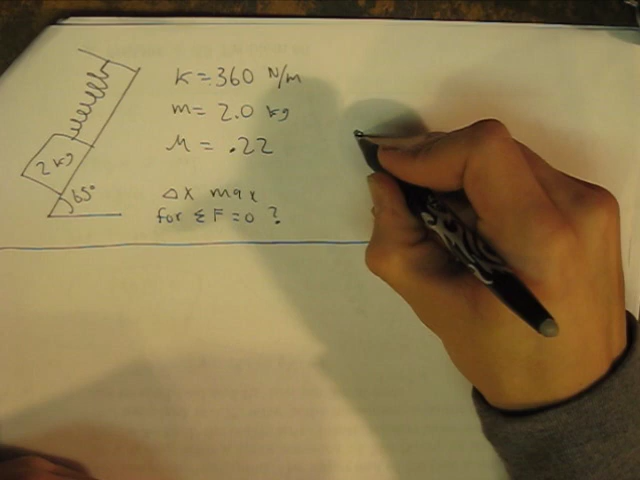 K = 360 N/m
m = 2.0 kg
μ = .22
2 kg
65°
Δx max
for ΣF = 0 ?